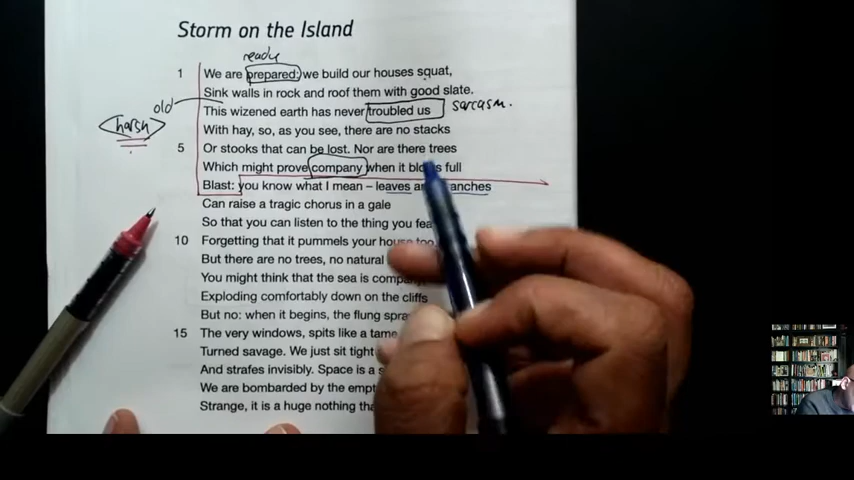 Storm on the Island
ready
1 We are prepared: we build our houses squat,
Sink walls in rock and roof them with good slate.
old
This wizened earth has never troubled us sarcasm.
harsh
With hay, so, as you see, there are no stacks
5 Or stooks that can be lost. Nor are there trees
Which might prove company when it blows full
Blast: you know what I mean – leaves and branches
Can raise a tragic chorus in a gale
So that you can listen to the thing you
Forgetting that it pummels your house too.
10
But there are no trees, no natural
You might think that the sea is company,
Exploding comfortably down on the cliffs
But no: when it begins, the flung
15 The very windows, spits like a tame
Turned savage. We just sit tight
And strafes invisibly. Space is a
We are bombarded by the
Strange, it is a huge nothing